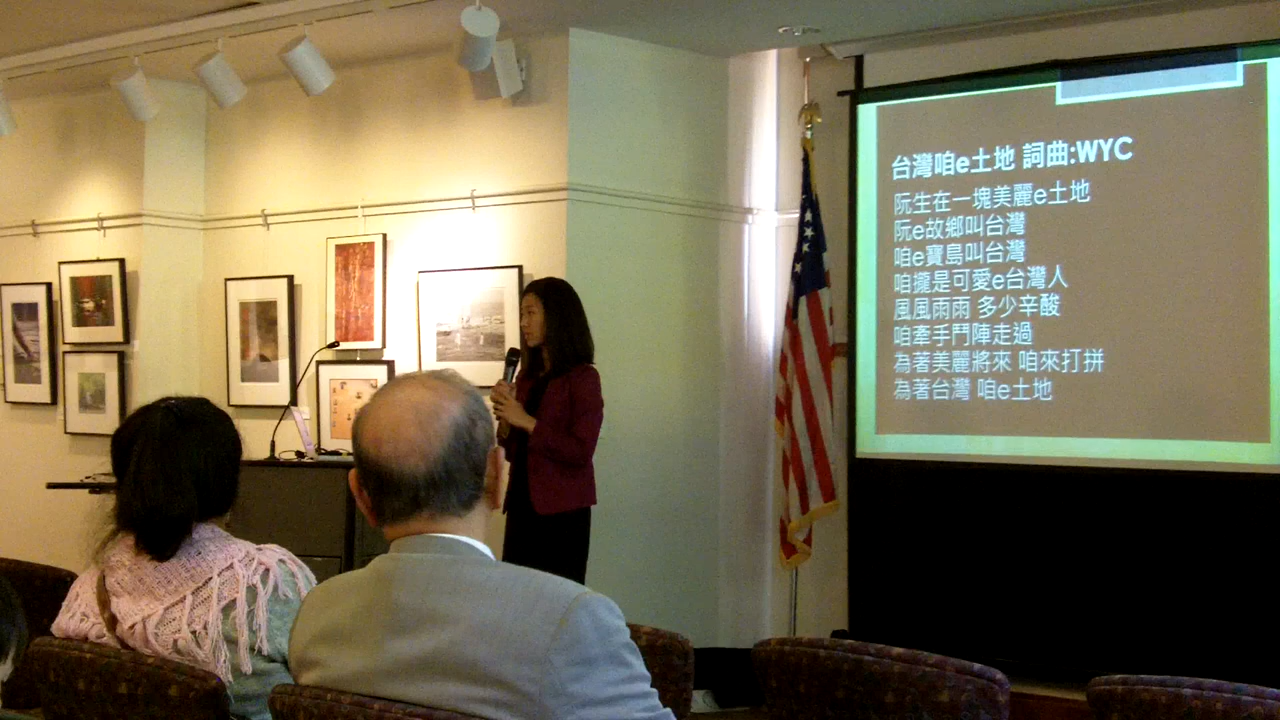 台灣咱e土地 詞曲:WYC
阮生在一塊美麗e土地
阮e故鄉叫台灣
咱e寶島叫台灣
咱攏是可愛e台灣人
風風雨雨 多少辛酸
咱牽手鬥陣走過
為著美麗將來 咱來打拼
為著台灣 咱e土地